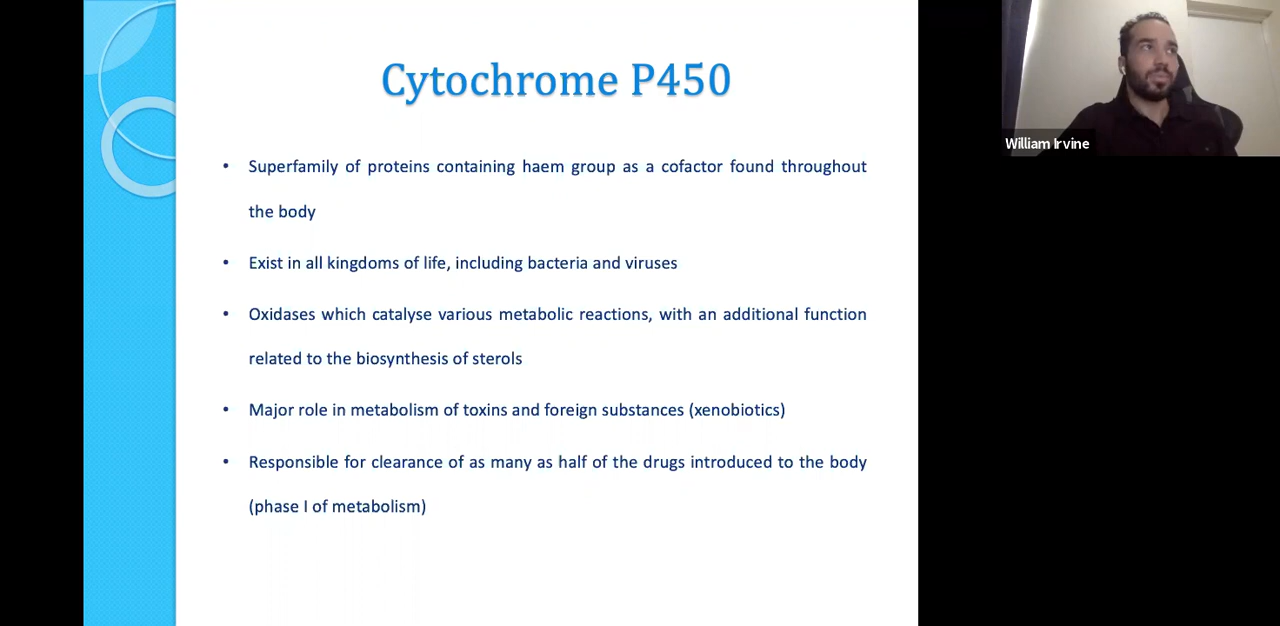 Cytochrome P450
• Superfamily of proteins containing haem group as a cofactor found throughout
the body
• Exist in all kingdoms of life, including bacteria and viruses
• Oxidases which catalyse various metabolic reactions, with an additional function
related to the biosynthesis of sterols
• Major role in metabolism of toxins and foreign substances (xenobiotics)
• Responsible for clearance of as many as half of the drugs introduced to the body
(phase I of metabolism)
William Irvine